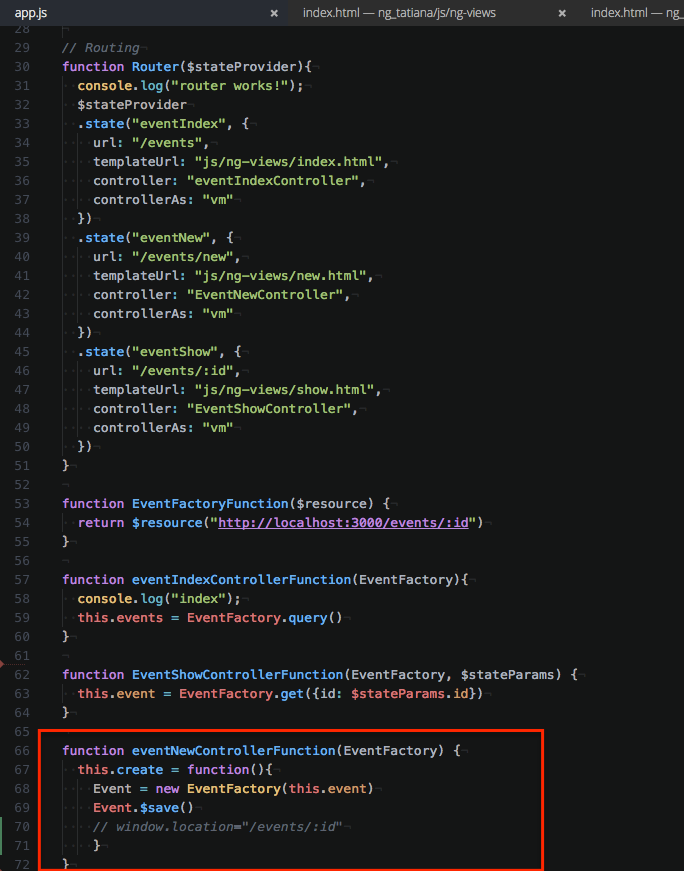 app.js × index.html — ng_tatiana/js/ng-views × index.html — ng_
28
29 // Routing
30 function Router($stateProvider){
31 console.log("router works!");
32 $stateProvider
33 .state("eventIndex", {
34 url: "/events",
35 templateUrl: "js/ng-views/index.html",
36 controller: "eventIndexController",
37 controllerAs: "vm"
38 })
39 .state("eventNew", {
40 url: "/events/new",
41 templateUrl: "js/ng-views/new.html",
42 controller: "EventNewController",
43 controllerAs: "vm"
44 })
45 .state("eventShow", {
46 url: "/events/:id",
47 templateUrl: "js/ng-views/show.html",
48 controller: "EventShowController",
49 controllerAs: "vm"
50 })
51 }
52
53 function EventFactoryFunction($resource) {
54 return $resource("http://localhost:3000/events/:id")
55 }
56
57 function eventIndexControllerFunction(EventFactory){
58 console.log("index");
59 this.events = EventFactory.query()
60 }
61
62 function EventShowControllerFunction(EventFactory, $stateParams) {
63 this.event = EventFactory.get({id: $stateParams.id})
64 }
65
66 function eventNewControllerFunction(EventFactory) {
67 this.create = function(){
68 Event = new EventFactory(this.event)
69 Event.$save()
70 // window.location="/events/:id"
71 }
72 }